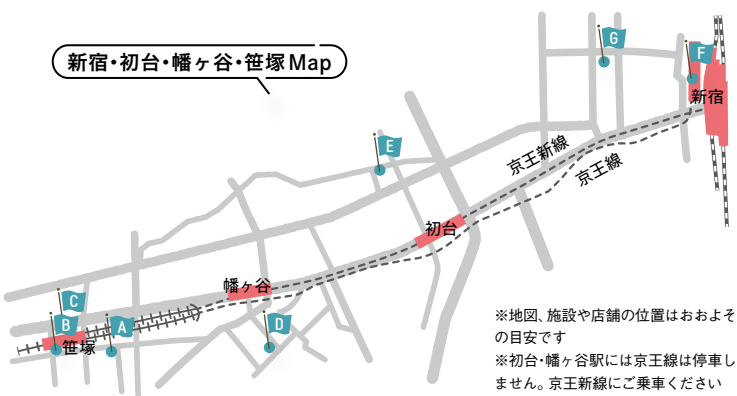 新宿・初台・幡ヶ谷・笹塚Map
G
F
新宿
E
京王新線
京王線
初台
幡ヶ谷
C
B
A
笹塚
D
※地図、施設や店舗の位置はおおよそ
の目安です
※初台・幡ヶ谷駅には京王線は停車し
ません。京王新線にご乗車ください